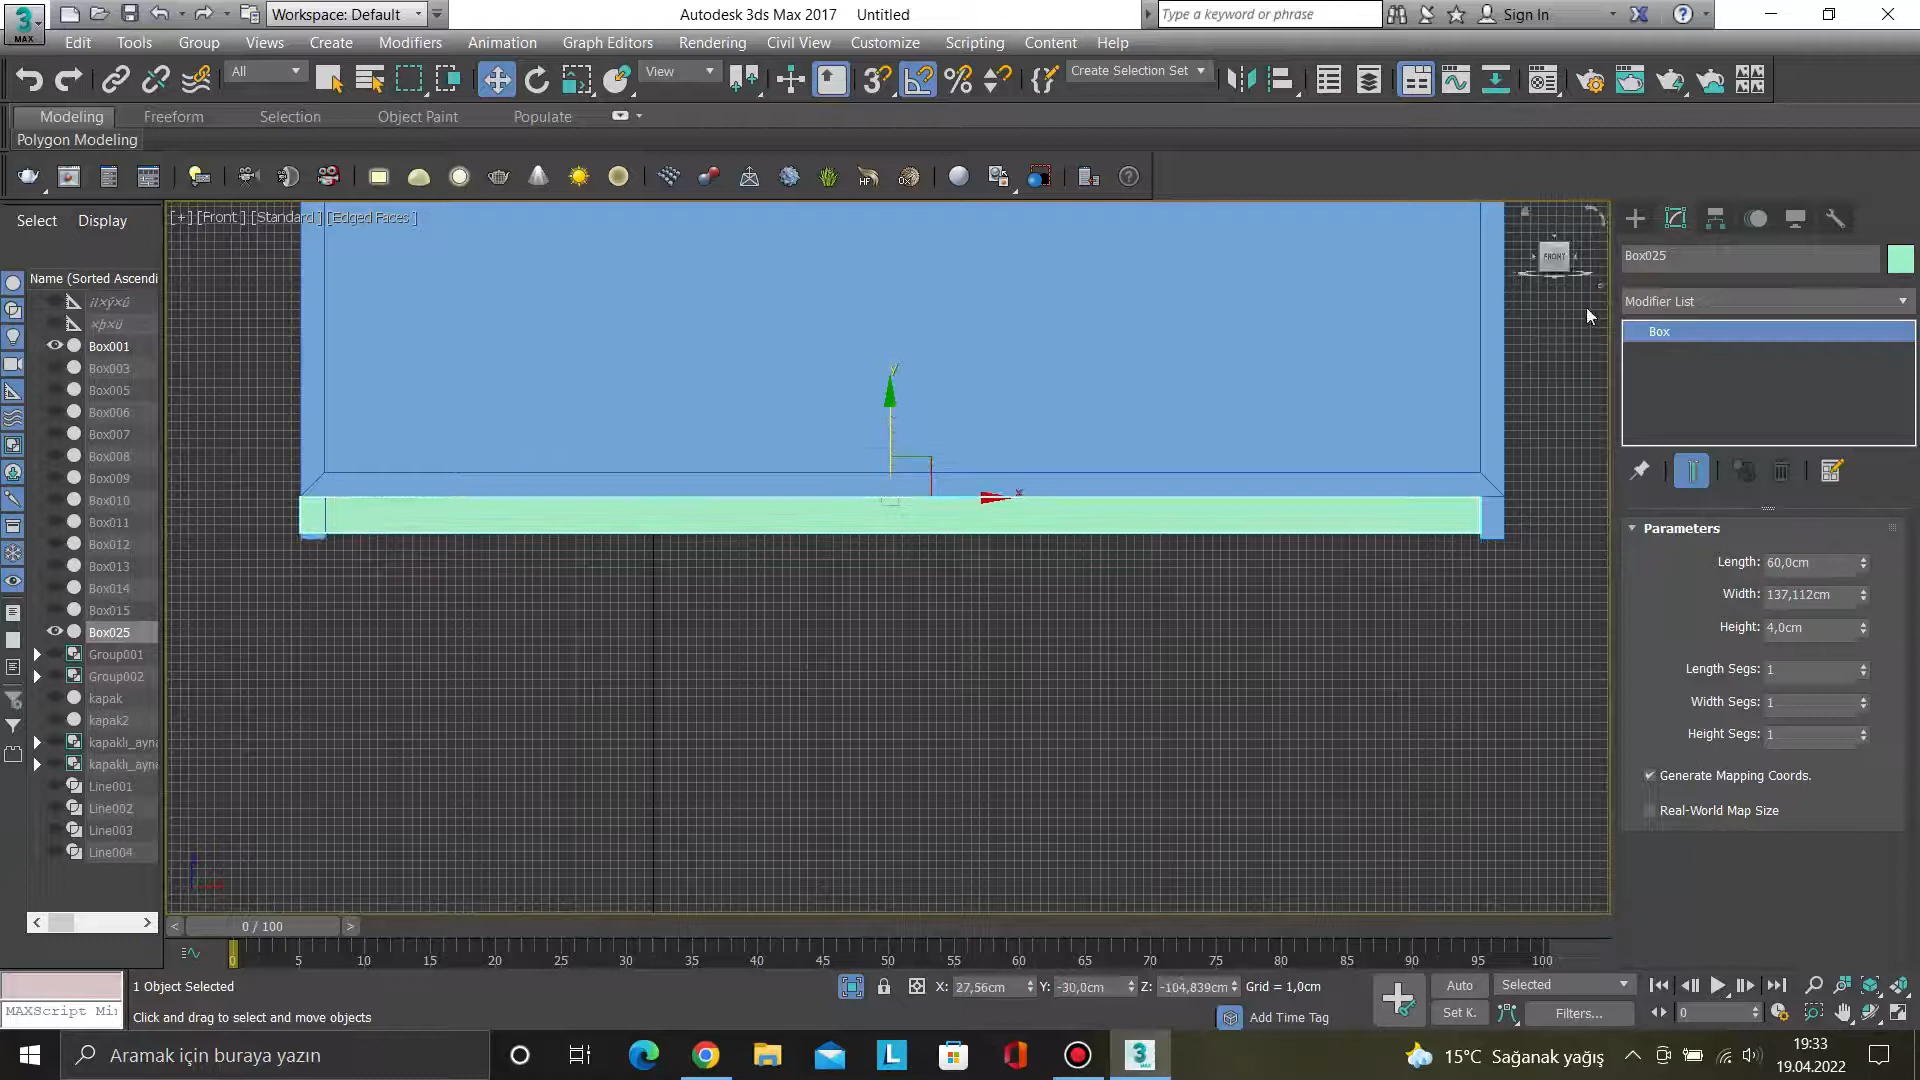 Workspace: Default
Autodesk 3ds Max 2017 Untitled
Type a keyword or phrase
Sign In
Edit Tools Group Views Create Modifiers Animation Graph Editors Rendering Civil View Customize Scripting Content Help
All
View
Create Selection Set
Modeling Freeform Selection Object Paint Populate
Polygon Modeling
Select Display
[+] [Front ] [Standard ] [Edged Faces ]
FRONT
Name (Sorted Ascendi
Box001
Box003
Box005
Box006
Box007
Box008
Box009
Box010
Box011
Box012
Box013
Box014
Box015
Box025
Group001
Group002
kapak
kapak2
kapaklı_ayna
kapaklı_ayna
Line001
Line002
Line003
Line004
y
x
Box025
Modifier List
Box
Parameters
Length: 60,0cm
Width: 137,112cm
Height: 4,0cm
Length Segs: 1
Width Segs: 1
Height Segs: 1
Generate Mapping Coords.
Real-World Map Size
< 0 / 100 >
0 5 10 15 20 25 30 35 40 45 50 55 60 65 70 75 80 85 90 95 100
1 Object Selected
X: 27,56cm Y: -30,0cm Z: -104,839cm Grid = 1,0cm
Auto Selected
MAXScript Mi
Click and drag to select and move objects
Add Time Tag
Set K. Filters...
0
Aramak için buraya yazın
15°C Sağanak yağış
19:33
19.04.2022